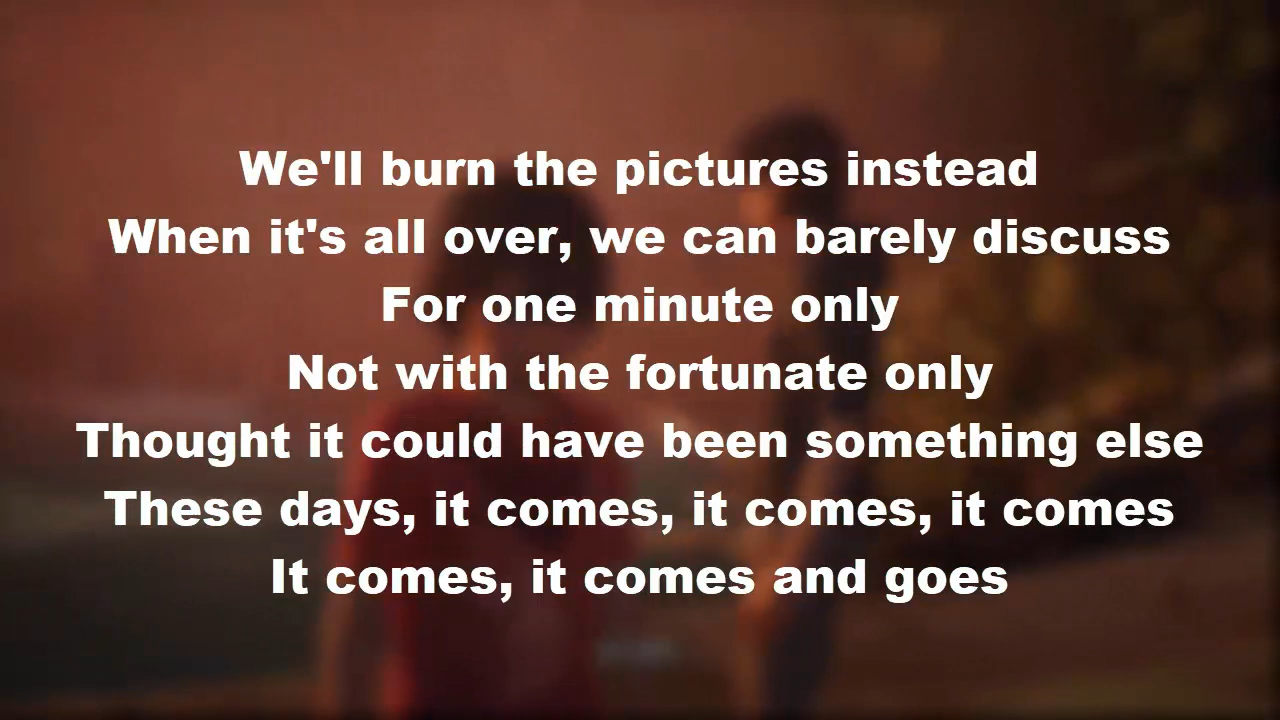 We'll burn the pictures instead
When it's all over, we can barely discuss
For one minute only
Not with the fortunate only
Thought it could have been something else
These days, it comes, it comes, it comes
It comes, it comes and goes